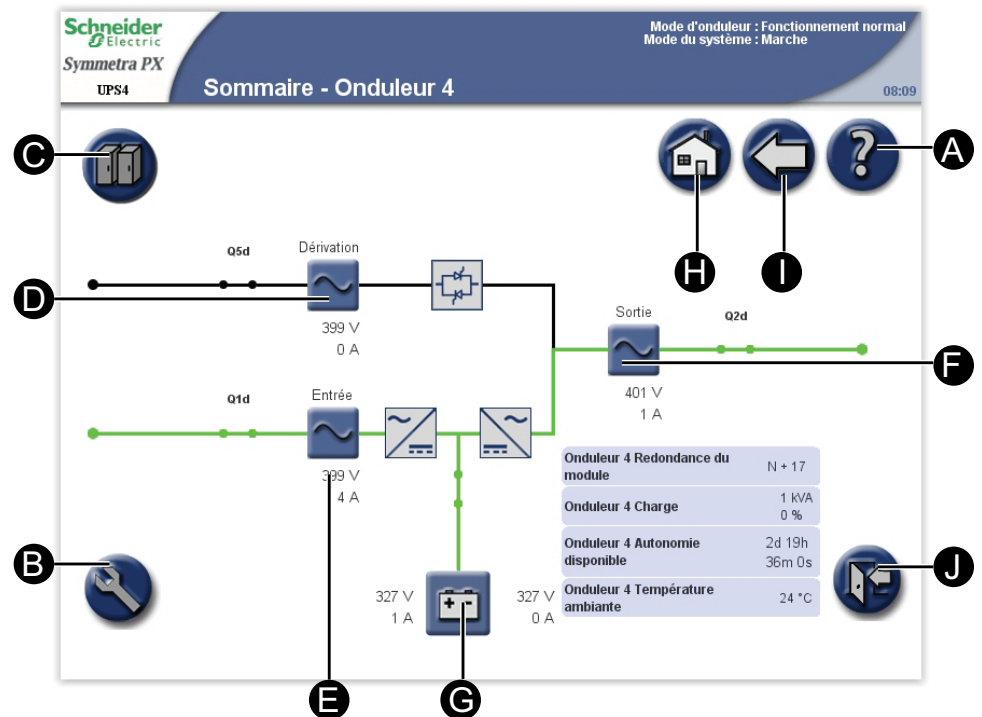 Schneider
Electric
Symmetra PX
UPS4
Sommaire - Onduleur 4
Mode d'onduleur : Fonctionnement normal
Mode du système : Marche
08:09
C
A
H
I
Q5d
Dérivation
D
399 V
0 A
Sortie
Q2d
F
401 V
1 A
Q1d
Entrée
399 V
4 A
Onduleur 4 Redondance du
module
N + 17
Onduleur 4 Charge
1 kVA
0 %
Onduleur 4 Autonomie
disponible
2d 19h
36m 0s
Onduleur 4 Température
ambiante
24 °C
B
J
327 V
1 A
327 V
0 A
E
G